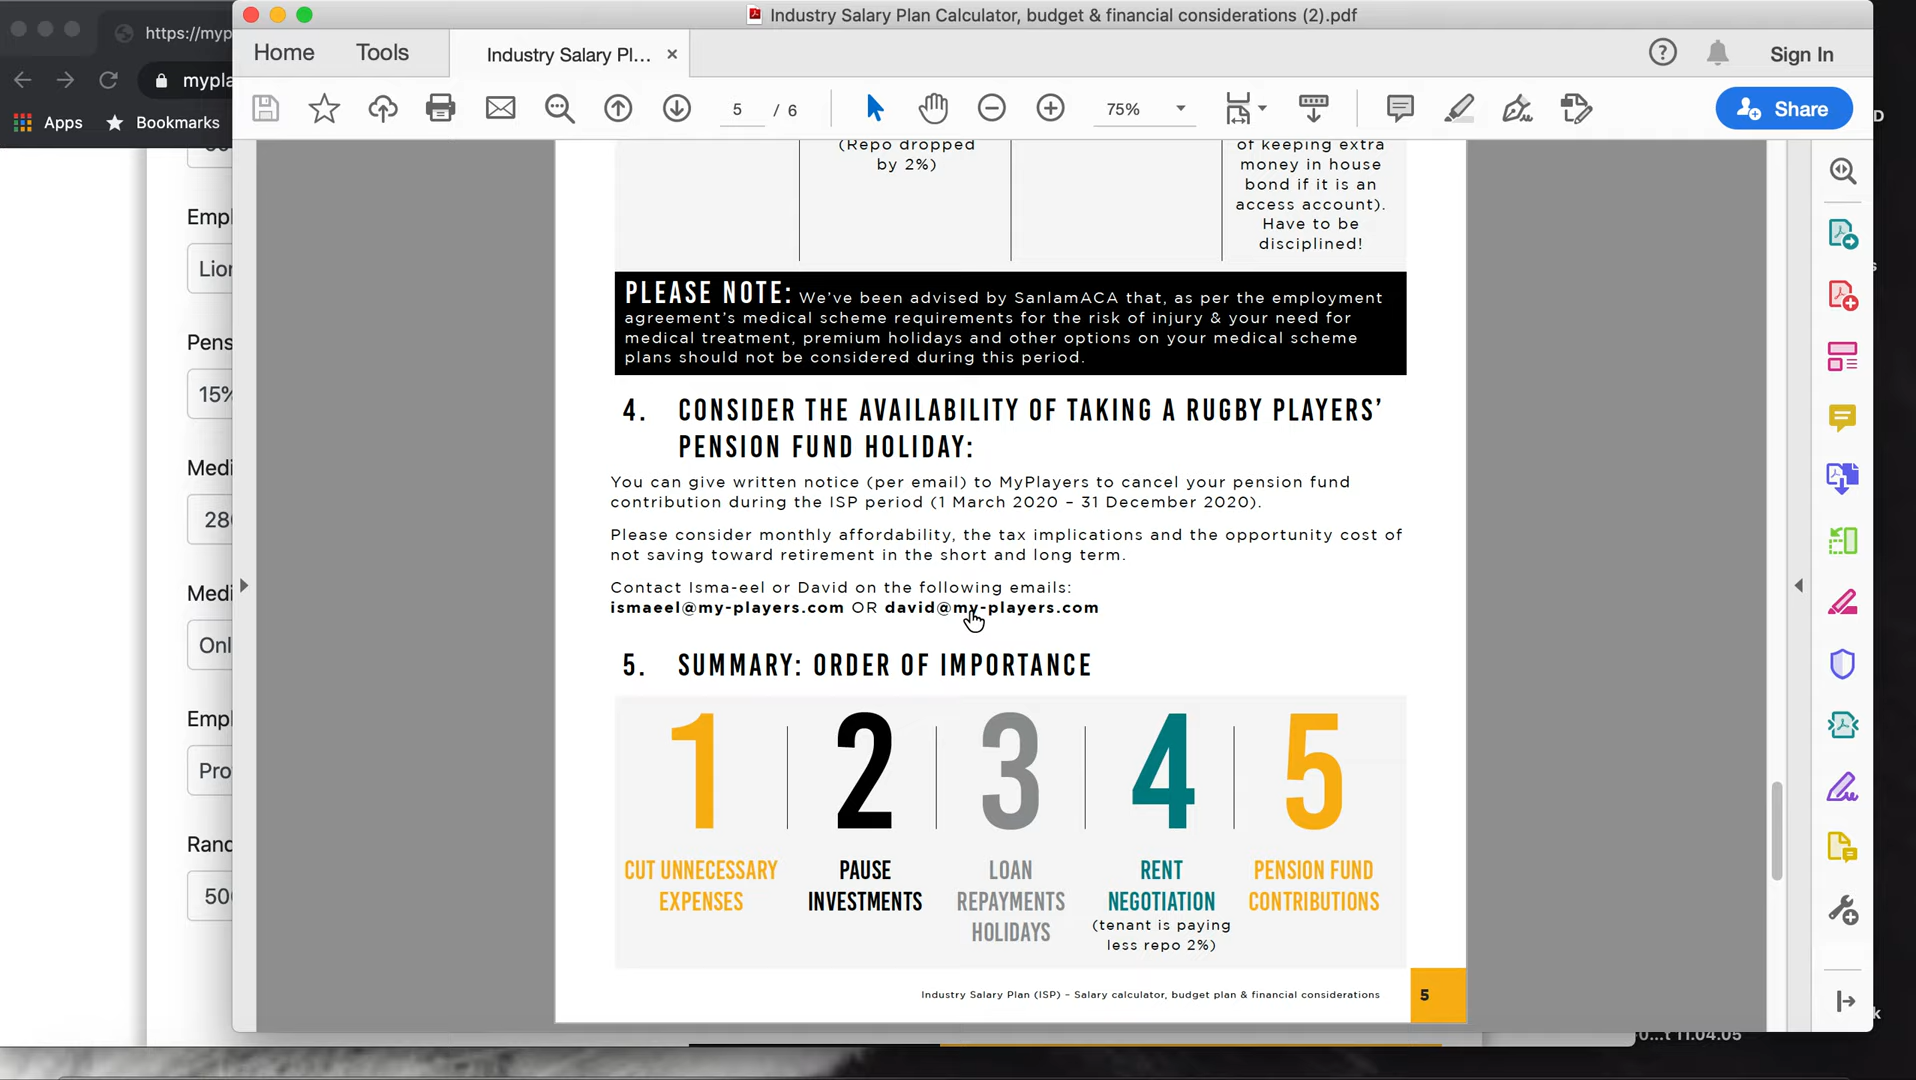 Industry Salary Plan Calculator, budget & financial considerations (2).pdf
https://myp
Home
Tools
Industry Salary Pl...
Sign In
mypla
5 / 6
75%
Share
Apps
Bookmarks
(Repo dropped
by 2%)
of keeping extra
money in house
bond if it is an
access account).
Have to be
disciplined!
Empl
Lion
Pens
15%
Medi
280
Medi
Onl
Empl
Pro
Rand
500
PLEASE NOTE: We've been advised by SanlamACA that, as per the employment
agreement's medical scheme requirements for the risk of injury & your need for
medical treatment, premium holidays and other options on your medical scheme
plans should not be considered during this period.
4. CONSIDER THE AVAILABILITY OF TAKING A RUGBY PLAYERS'
PENSION FUND HOLIDAY:
You can give written notice (per email) to MyPlayers to cancel your pension fund
contribution during the ISP period (1 March 2020 – 31 December 2020).
Please consider monthly affordability, the tax implications and the opportunity cost of
not saving toward retirement in the short and long term.
Contact Isma-eel or David on the following emails:
ismaeel@my-players.com OR david@my-players.com
5. SUMMARY: ORDER OF IMPORTANCE
1
2
3
4
5
CUT UNNECESSARY
EXPENSES
PAUSE
INVESTMENTS
LOAN
REPAYMENTS
HOLIDAYS
RENT
NEGOTIATION
(tenant is paying
less repo 2%)
PENSION FUND
CONTRIBUTIONS
Industry Salary Plan (ISP) – Salary calculator, budget plan & financial considerations
5
0...t 11.04.05